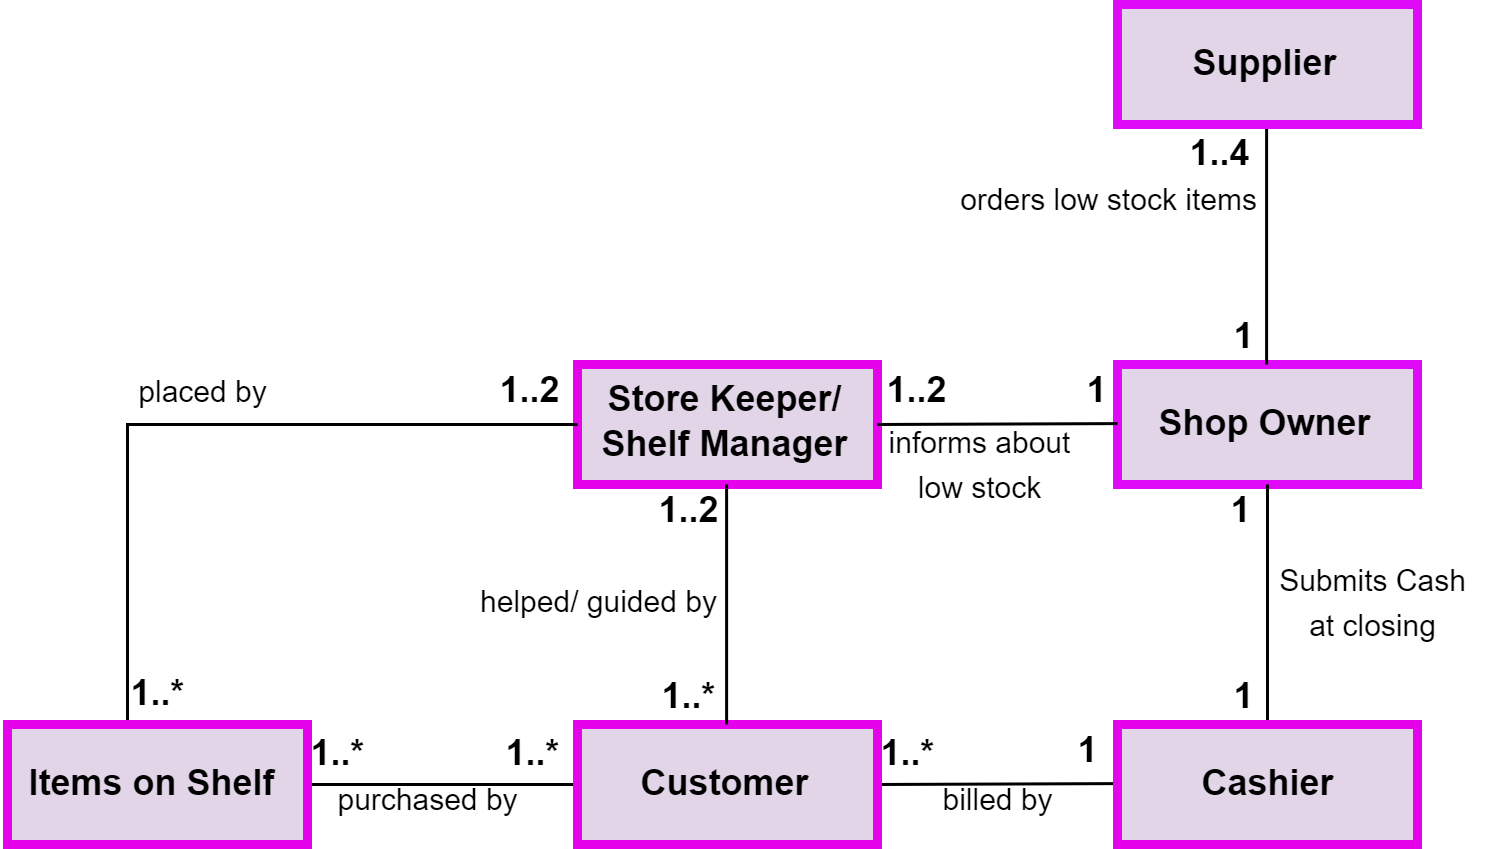 Supplier
1..4
orders low stock items
1
placed by
1..2
Store Keeper/
Shelf Manager
1..2
1
informs about
low stock
Shop Owner
1..2
1
helped/ guided by
Submits Cash
at closing
1..*
1..*
1
Items on Shelf
1..*
1..*
purchased by
Customer
1..*
1
billed by
Cashier